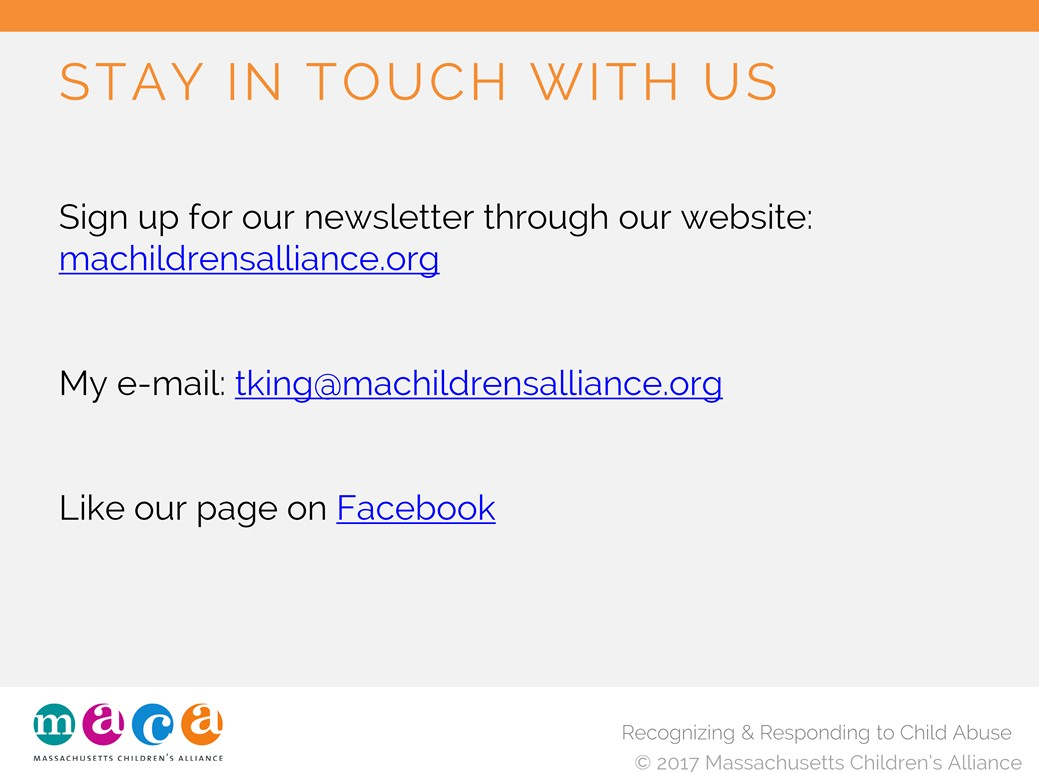 STAY IN TOUCH WITH US
Sign up for our newsletter through our website:
machildrensalliance.org
My e-mail: tking@machildrensalliance.org
Like our page on Facebook
maca
MASSACHUSETTS CHILDREN'S ALLIANCE
Recognizing & Responding to Child Abuse
© 2017 Massachusetts Children's Alliance